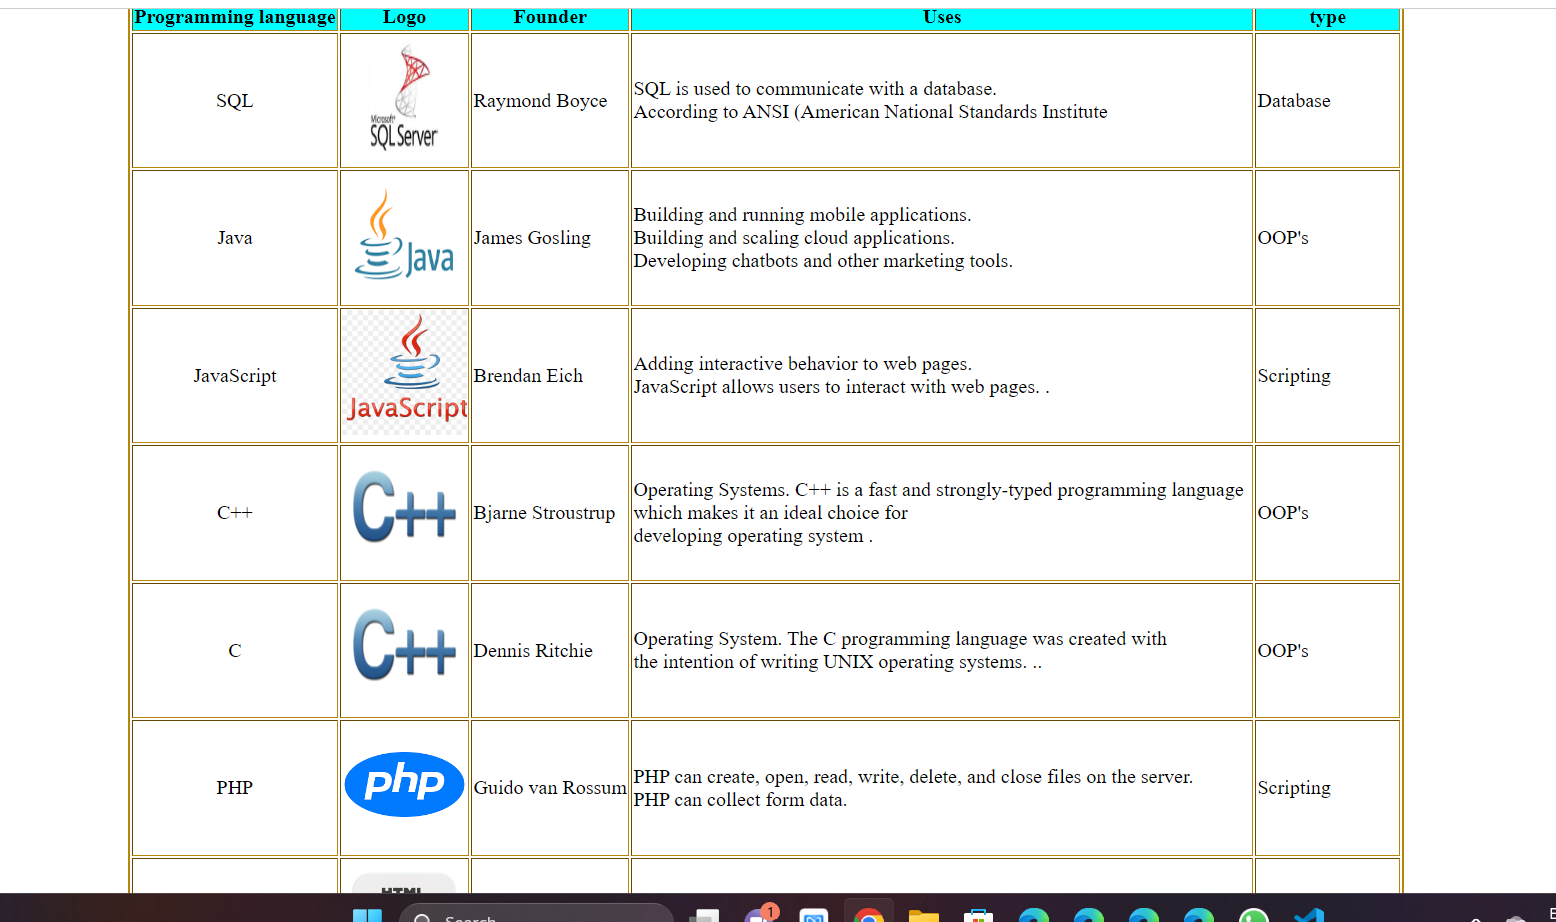 Programming language Logo Founder Uses type
SQL
Microsoft®
SQL Server
Raymond Boyce
SQL is used to communicate with a database.
According to ANSI (American National Standards Institute
Database
Java
Java
James Gosling
Building and running mobile applications.
Building and scaling cloud applications.
Developing chatbots and other marketing tools.
OOP's
JavaScript
JavaScript
Brendan Eich
Adding interactive behavior to web pages.
JavaScript allows users to interact with web pages. .
Scripting
C++
C++
Bjarne Stroustrup
Operating Systems. C++ is a fast and strongly-typed programming language
which makes it an ideal choice for
developing operating system .
OOP's
C
C++
Dennis Ritchie
Operating System. The C programming language was created with
the intention of writing UNIX operating systems. ..
OOP's
PHP
php
Guido van Rossum
PHP can create, open, read, write, delete, and close files on the server.
PHP can collect form data.
Scripting
HTML
Search
1